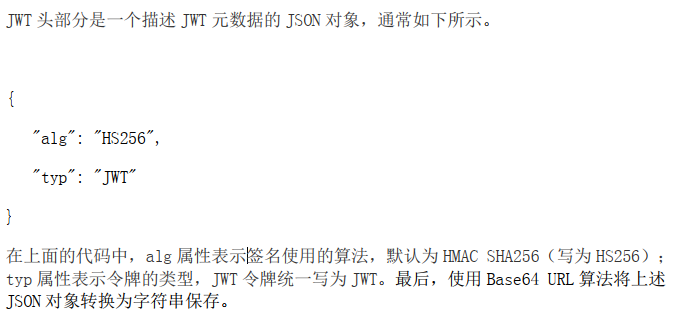 JWT 头部分是一个描述 JWT 元数据的 JSON 对象，通常如下所示。
{
"alg": "HS256",
"typ": "JWT"
}
在上面的代码中，alg 属性表示签名使用的算法，默认为 HMAC SHA256（写为 HS256）；
typ 属性表示令牌的类型，JWT 令牌统一写为 JWT。最后，使用 Base64 URL 算法将上述
JSON 对象转换为字符串保存。